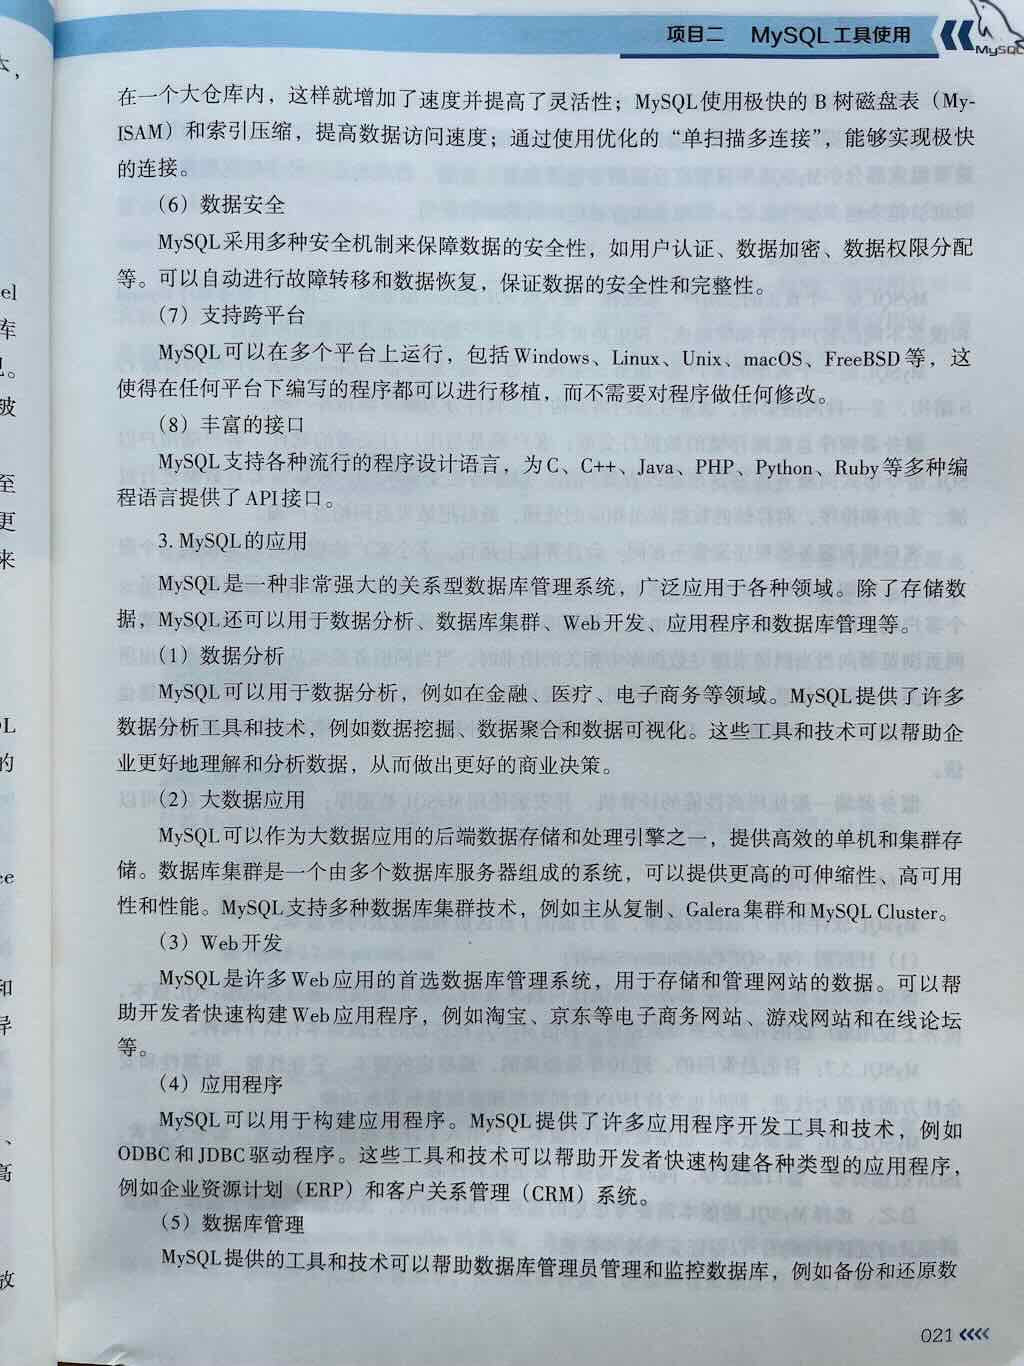 项目二 MySQL工具使用
MySQL
在一个大仓库内，这样就增加了速度并提高了灵活性；MySQL使用极快的 B 树磁盘表（My-
ISAM）和索引压缩，提高数据访问速度；通过使用优化的“单扫描多连接”，能够实现极快
的连接。
（6）数据安全
MySQL采用多种安全机制来保障数据的安全性，如用户认证、数据加密、数据权限分配
等。可以自动进行故障转移和数据恢复，保证数据的安全性和完整性。
（7）支持跨平台
MySQL可以在多个平台上运行，包括Windows、Linux、Unix、macOS、FreeBSD等，这
使得在任何平台下编写的程序都可以进行移植，而不需要对程序做任何修改。
（8）丰富的接口
MySQL支持各种流行的程序设计语言，为C、C++、Java、PHP、Python、Ruby等多种编
程语言提供了API接口。
3. MySQL的应用
MySQL是一种非常强大的关系型数据库管理系统，广泛应用于各种领域。除了存储数
据，MySQL还可以用于数据分析、数据库集群、Web开发、应用程序和数据库管理等。
（1）数据分析
MySQL可以用于数据分析，例如在金融、医疗、电子商务等领域。MySQL提供了许多
数据分析工具和技术，例如数据挖掘、数据聚合和数据可视化。这些工具和技术可以帮助企
业更好地理解和分析数据，从而做出更好的商业决策。
（2）大数据应用
MySQL可以作为大数据应用的后端数据存储和处理引擎之一，提供高效的单机和集群存
储。数据库集群是一个由多个数据库服务器组成的系统，可以提供更高的可伸缩性、高可用
性和性能。MySQL支持多种数据库集群技术，例如主从复制、Galera集群和MySQL Cluster。
（3）Web开发
MySQL是许多Web应用的首选数据库管理系统，用于存储和管理网站的数据。可以帮
助开发者快速构建Web应用程序，例如淘宝、京东等电子商务网站、游戏网站和在线论坛
等。
（4）应用程序
MySQL可以用于构建应用程序。MySQL提供了许多应用程序开发工具和技术，例如
ODBC和JDBC驱动程序。这些工具和技术可以帮助开发者快速构建各种类型的应用程序，
例如企业资源计划（ERP）和客户关系管理（CRM）系统。
（5）数据库管理
MySQL提供的工具和技术可以帮助数据库管理员管理和监控数据库，例如备份和还原数
021